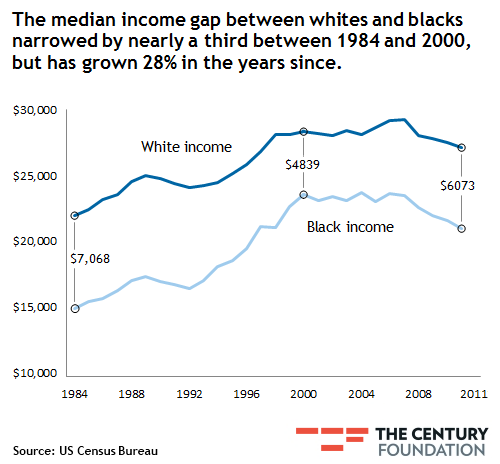 The median income gap between whites and blacks
narrowed by nearly a third between 1984 and 2000,
but has grown 28% in the years since.
$30,000
White income
$4839
$25,000
$6073
Black income
$20,000
$7,068
$15,000
$10,000
1984 1988 1992 1996 2000 2004 2008 2011
THE CENTURY
FOUNDATION
Source: US Census Bureau